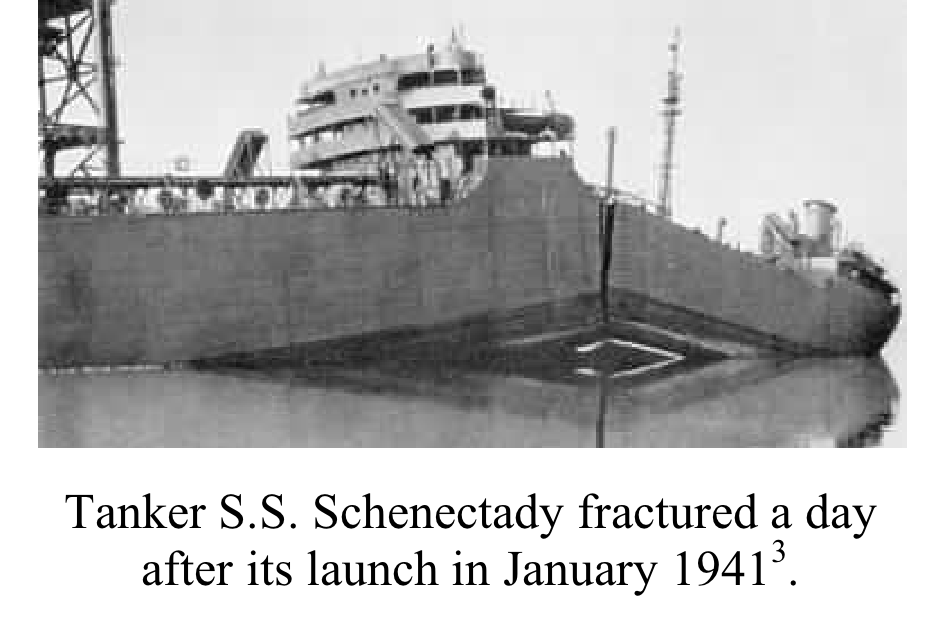 Tanker S.S. Schenectady fractured a day
after its launch in January 1941³.